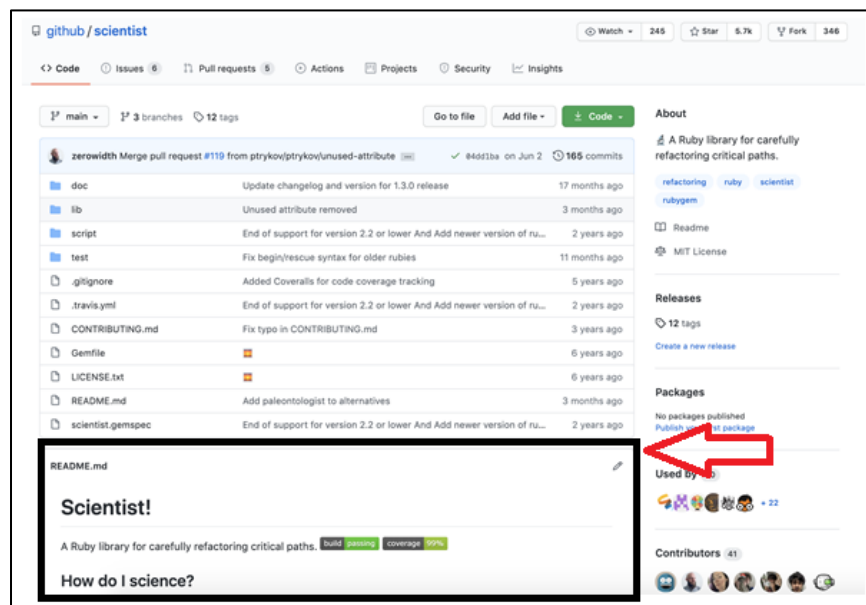 github / scientist
Watch 245 Star 5.7k Fork 346
Code Issues 6 Pull requests 5 Actions Projects Security Insights
main 3 branches 12 tags Go to file Add file Code
zerowidth Merge pull request #119 from ptrykov/ptrykov/unused-attribute ... 04dd1ba on Jun 2 165 commits
doc Update changelog and version for 1.3.0 release 17 months ago
lib Unused attribute removed 3 months ago
script End of support for version 2.2 or lower And Add newer version of ru... 2 years ago
test Fix begin/rescue syntax for older rubies 11 months ago
.gitignore Added Coveralls for code coverage tracking 5 years ago
.travis.yml End of support for version 2.2 or lower And Add newer version of ru... 2 years ago
CONTRIBUTING.md Fix typo in CONTRIBUTING.md 3 years ago
Gemfile 6 years ago
LICENSE.txt 6 years ago
README.md Add paleontologist to alternatives 3 months ago
scientist.gemspec End of support for version 2.2 or lower And Add newer version of ru... 2 years ago
README.md
Scientist!
A Ruby library for carefully refactoring critical paths. build passing coverage 99%
How do I science?
About
A Ruby library for carefully
refactoring critical paths.
refactoring ruby scientist
rubygem
Readme
MIT License
Releases
12 tags
Create a new release
Packages
No packages published
Publish package
Used by
+ 22
Contributors 41